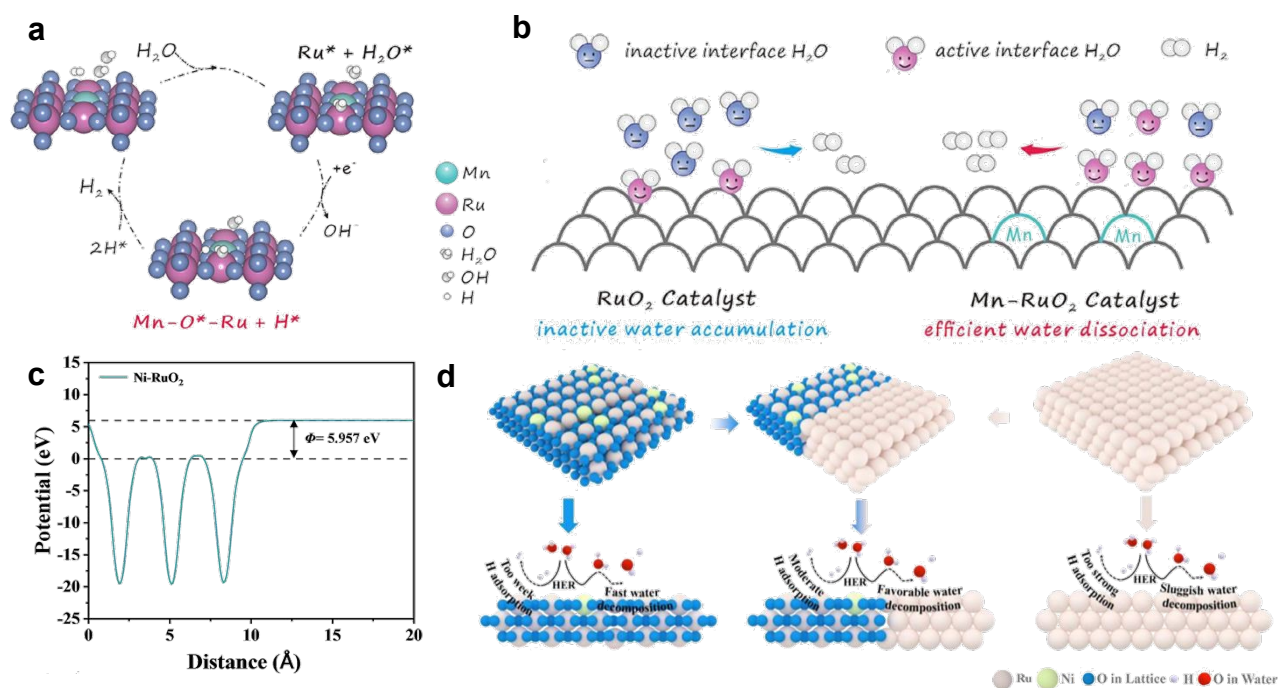 a
H₂O
Ru* + H₂O*
+e⁻
OH⁻
H₂
2H*
Mn-O*-Ru + H*
Mn
Ru
O
H₂O
OH
H
b
inactive interface H₂O
active interface H₂O
H₂
Mn
Mn
RuO₂ Catalyst
inactive water accumulation
Mn-RuO₂ Catalyst
efficient water dissociation
c
Ni-RuO₂
Φ= 5.957 eV
15
10
5
0
-5
-10
-15
-20
-25
Potential (eV)
0
5
10
15
20
Distance (Å)
d
Too week
H adsorption
HER
Fast water
decomposition
Moderate
H adsorption
HER
Favorable water
decomposition
Too strong
H adsorption
HER
Sluggish water
decomposition
Ru
Ni
O in Lattice
H
O in Water